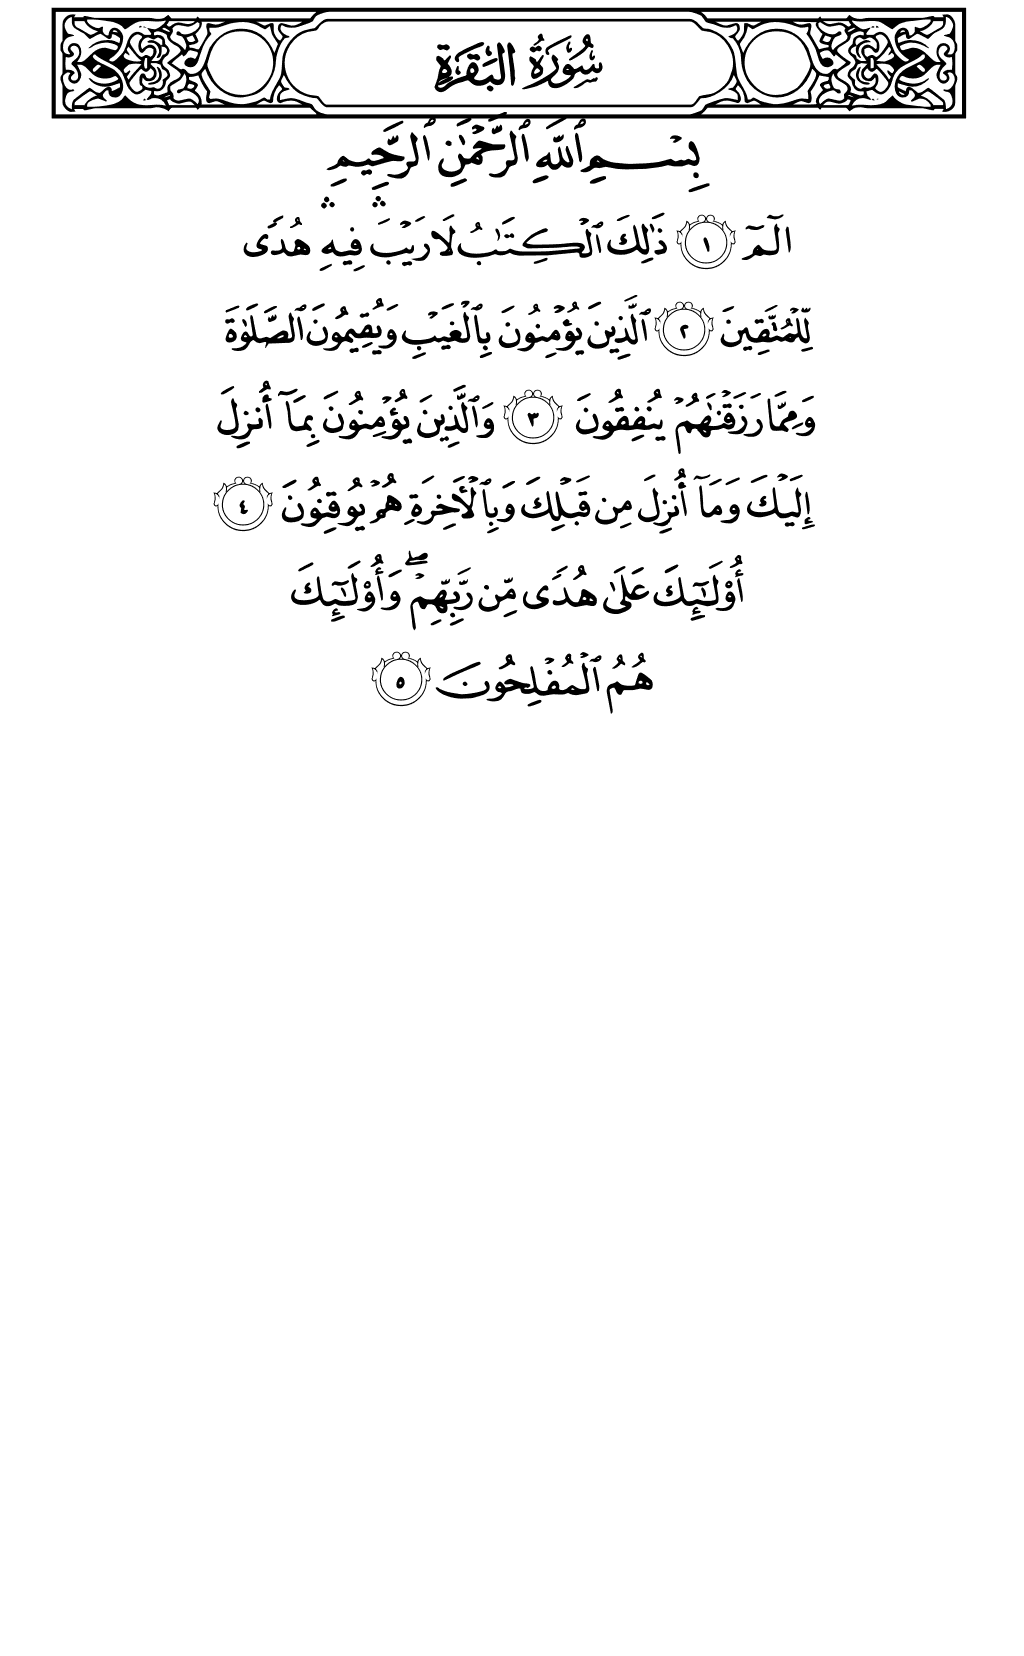 سُورَةُ البَقَرَةِ
بِسۡمِ ٱللَّهِ ٱلرَّحۡمَٰنِ ٱلرَّحِيمِ
الٓمٓ ١ ذَٰلِكَ ٱلۡكِتَٰبُ لَا رَيۡبَۛ فِيهِۛ هُدٗى
لِّلۡمُتَّقِينَ ٢ ٱلَّذِينَ يُؤۡمِنُونَ بِٱلۡغَيۡبِ وَيُقِيمُونَ ٱلصَّلَوٰةَ
وَمِمَّا رَزَقۡنَٰهُمۡ يُنفِقُونَ ٣ وَٱلَّذِينَ يُؤۡمِنُونَ بِمَآ أُنزِلَ
إِلَيۡكَ وَمَآ أُنزِلَ مِن قَبۡلِكَ وَبِٱلۡأٓخِرَةِ هُمۡ يُوقِنُونَ ٤
أُوْلَٰٓئِكَ عَلَىٰ هُدٗى مِّن رَّبِّهِمۡۖ وَأُوْلَٰٓئِكَ
هُمُ ٱلۡمُفۡلِحُونَ ٥